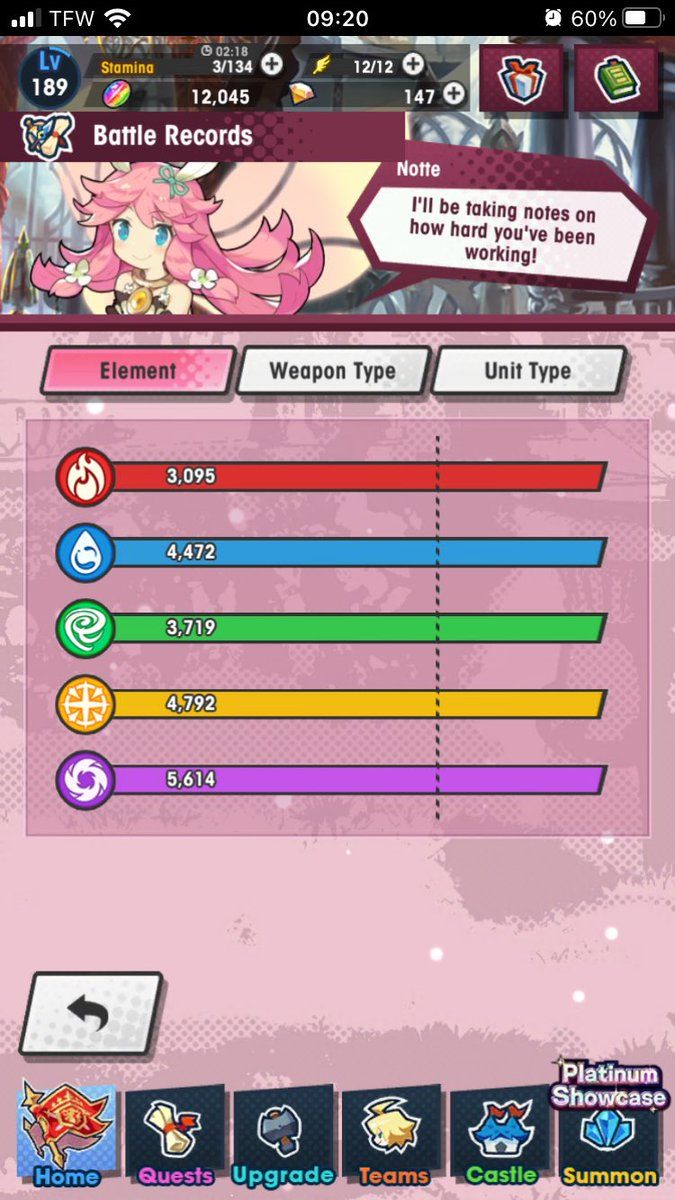 TFW 09:20 60%
Lv
189
02:18
Stamina 3/134 12/12
12,045 147
Battle Records
Notte
I'll be taking notes on
how hard you've been
working!
Element Weapon Type Unit Type
3,095
4,472
3,719
4,792
5,614
Platinum
Showcase
Home Quests Upgrade Teams Castle Summon